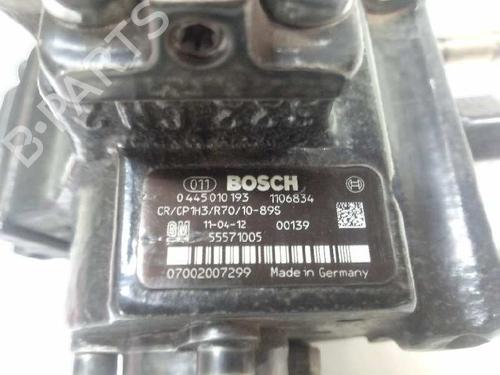 B-PARTS
011 BOSCH
0 445 010 193 1106834
CR/CP1H3/R70/10-89S
GM 11-04-12 00139
55571005
07002007299 Made in Germany